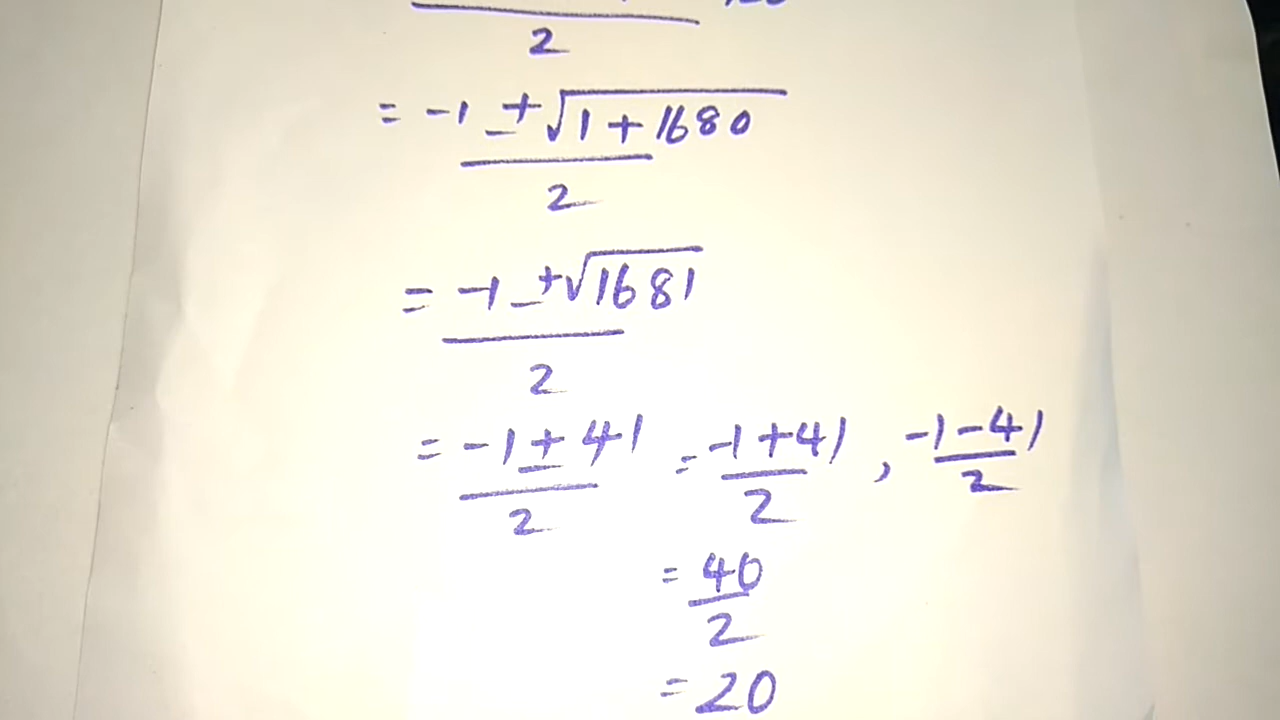 2
= -1 ± √1 + 1680
2
= -1 ± √1681
2
= -1 ± 41 = -1 + 41 , -1 - 41
2 2 2
= 40
2
= 20